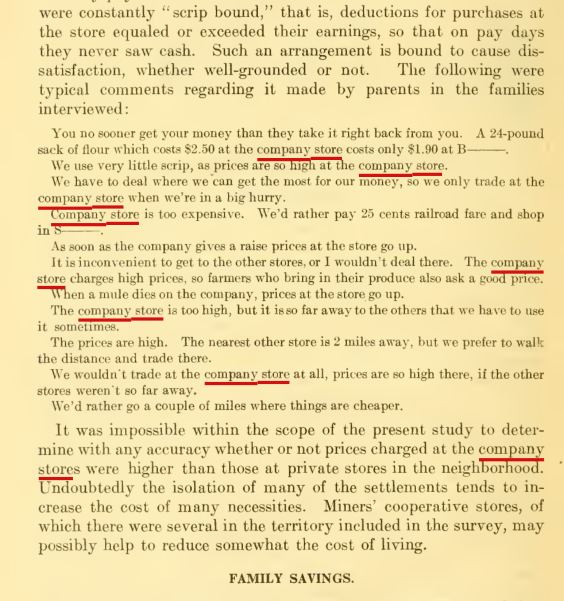 were constantly "scrip bound," that is, deductions for purchases at
the store equaled or exceeded their earnings, so that on pay days
they never saw cash. Such an arrangement is bound to cause dis-
satisfaction, whether well-grounded or not. The following were
typical comments regarding it made by parents in the families
interviewed:
You no sooner get your money than they take it right back from you. A 24-pound
sack of flour which costs $2.50 at the company store costs only $1.90 at B——.
We use very little scrip, as prices are so high at the company store.
We have to deal where we can get the most for our money, so we only trade at the
company store when we're in a big hurry.
Company store is too expensive. We'd rather pay 25 cents railroad fare and shop
in S——.
As soon as the company gives a raise prices at the store go up.
It is inconvenient to get to the other stores, or I wouldn't deal there. The company
store charges high prices, so farmers who bring in their produce also ask a good price.
When a mule dies on the company, prices at the store go up.
The company store is too high, but it is so far away to the others that we have to use
it sometimes.
The prices are high. The nearest other store is 2 miles away, but we prefer to walk
the distance and trade there.
We wouldn't trade at the company store at all, prices are so high there, if the other
stores weren't so far away.
We'd rather go a couple of miles where things are cheaper.
It was impossible within the scope of the present study to deter-
mine with any accuracy whether or not prices charged at the company
stores were higher than those at private stores in the neighborhood.
Undoubtedly the isolation of many of the settlements tends to in-
crease the cost of many necessities. Miners' cooperative stores, of
which there were several in the territory included in the survey, may
possibly help to reduce somewhat the cost of living.
FAMILY SAVINGS.